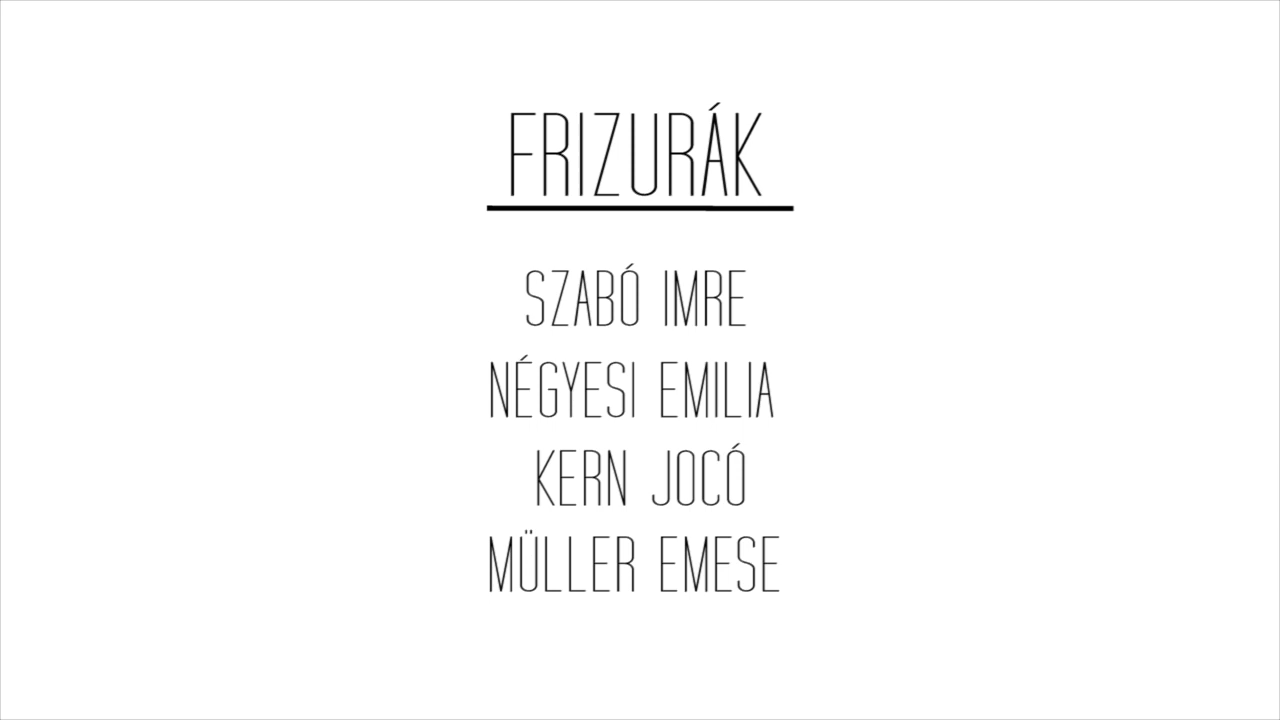 FRIZURÁK
SZABÓ IMRE
NÉGYESI EMILIA
KERN JOCÓ
MÜLLER EMESE